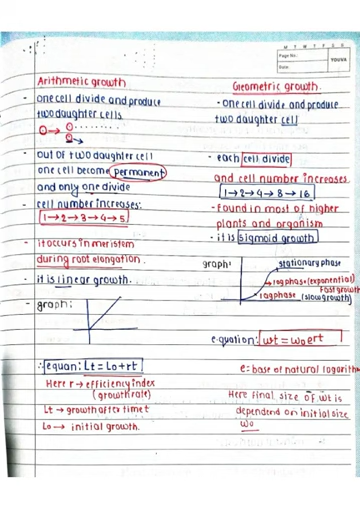 M T W T F S S
Page No.:
Date:
YOUVA
Arithmetic growth
- one cell divide and produce
two daughter cells
- out of two daughter cell
one cell become permanent
and only one divide
- cell number increases:
1→2→3→4→5
- it occurs in meristem
during root elongation.
- it is linear growth.
- graph:
∴ equan: Lt = Lo + rt
Here r → efficiency index
(growth rate)
Lt → growth after time t
Lo → initial growth.
Geometric growth.
- one cell divide and produce
two daughter cell
- each cell divide
and cell number increases
1→2→4→8→16
- found in most of higher
plants and organism
- it is sigmoid growth
graph:
stationary phase
log phase (exponential)
Fast growth
lag phase (slow growth)
equation: wt = wo ert
e: base of natural logarithm
Here final size of wt is
dependend on initial size
wo